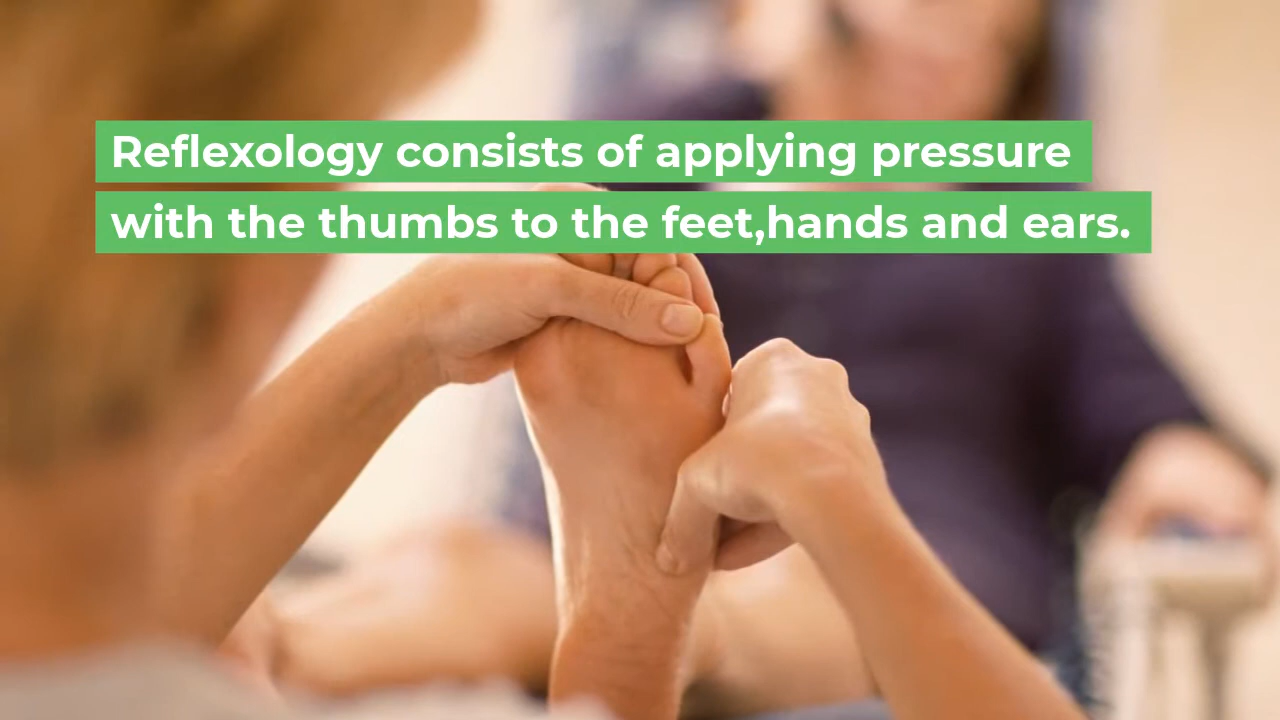 Reflexology consists of applying pressure
with the thumbs to the feet,hands and ears.